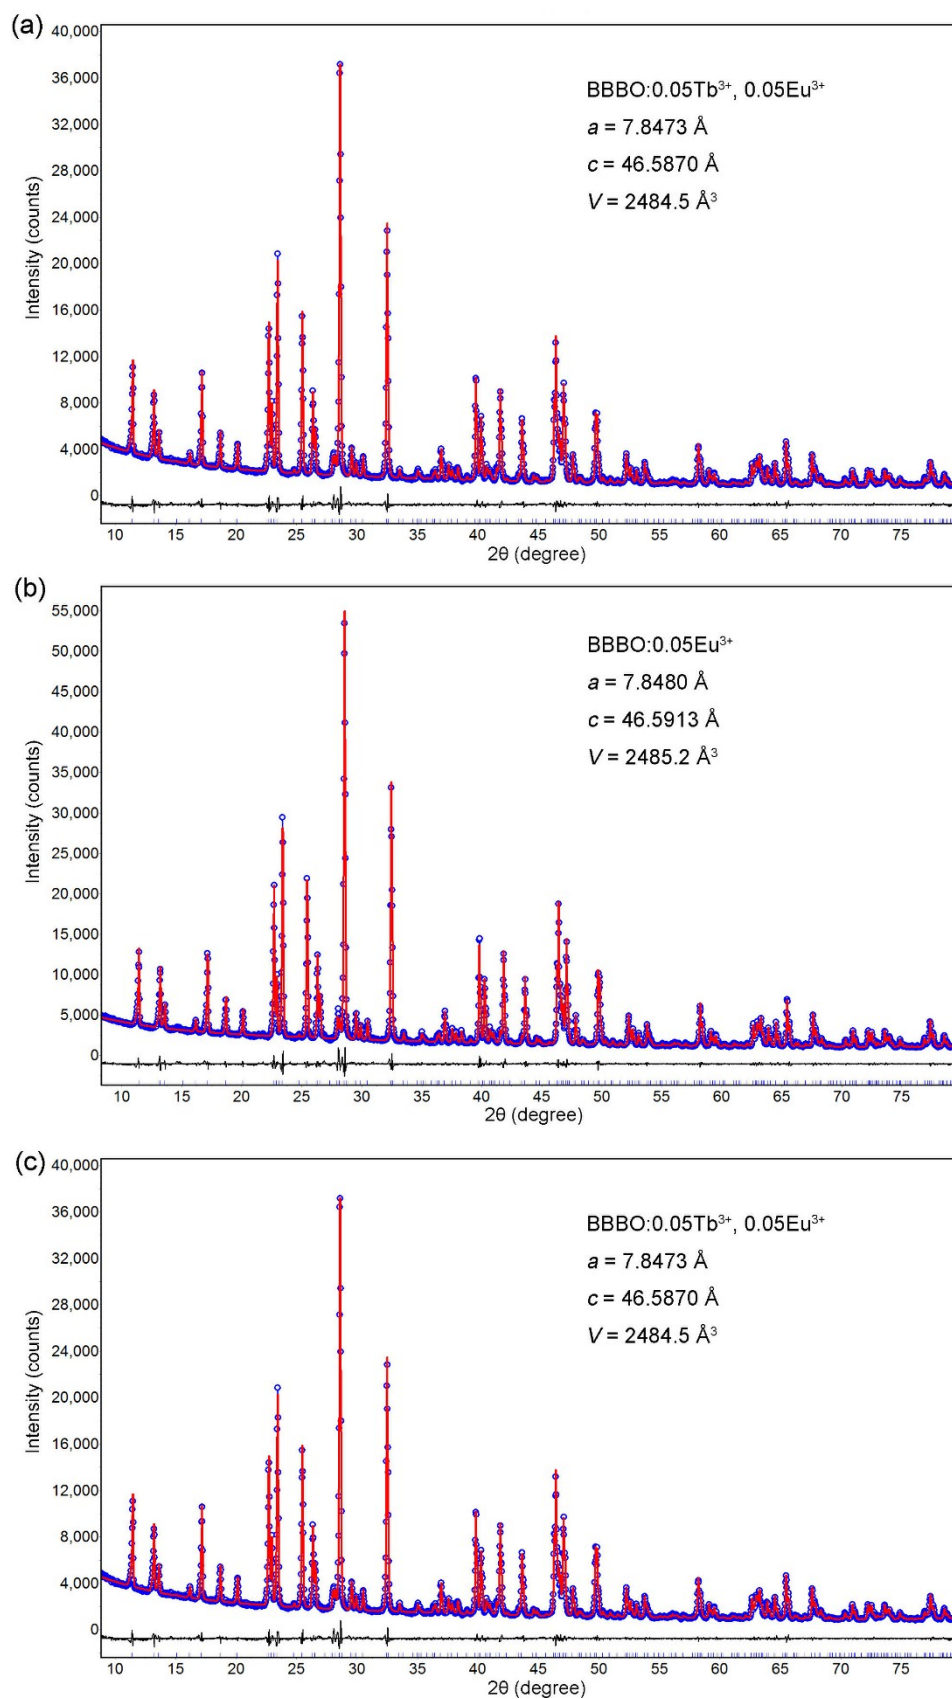 (a)
40,000
36,000
32,000
28,000
24,000
20,000
16,000
12,000
8,000
4,000
0
Intensity (counts)
BBBO:0.05Tb³⁺, 0.05Eu³⁺
a = 7.8473 Å
c = 46.5870 Å
V = 2484.5 Å³
10 15 20 25 30 35 40 45 50 55 60 65 70 75
2θ (degree)
(b)
55,000
50,000
45,000
40,000
35,000
30,000
25,000
20,000
15,000
10,000
5,000
0
Intensity (counts)
BBBO:0.05Eu³⁺
a = 7.8480 Å
c = 46.5913 Å
V = 2485.2 Å³
10 15 20 25 30 35 40 45 50 55 60 65 70 75
2θ (degree)
(c)
40,000
36,000
32,000
28,000
24,000
20,000
16,000
12,000
8,000
4,000
0
Intensity (counts)
BBBO:0.05Tb³⁺, 0.05Eu³⁺
a = 7.8473 Å
c = 46.5870 Å
V = 2484.5 Å³
10 15 20 25 30 35 40 45 50 55 60 65 70 75
2θ (degree)